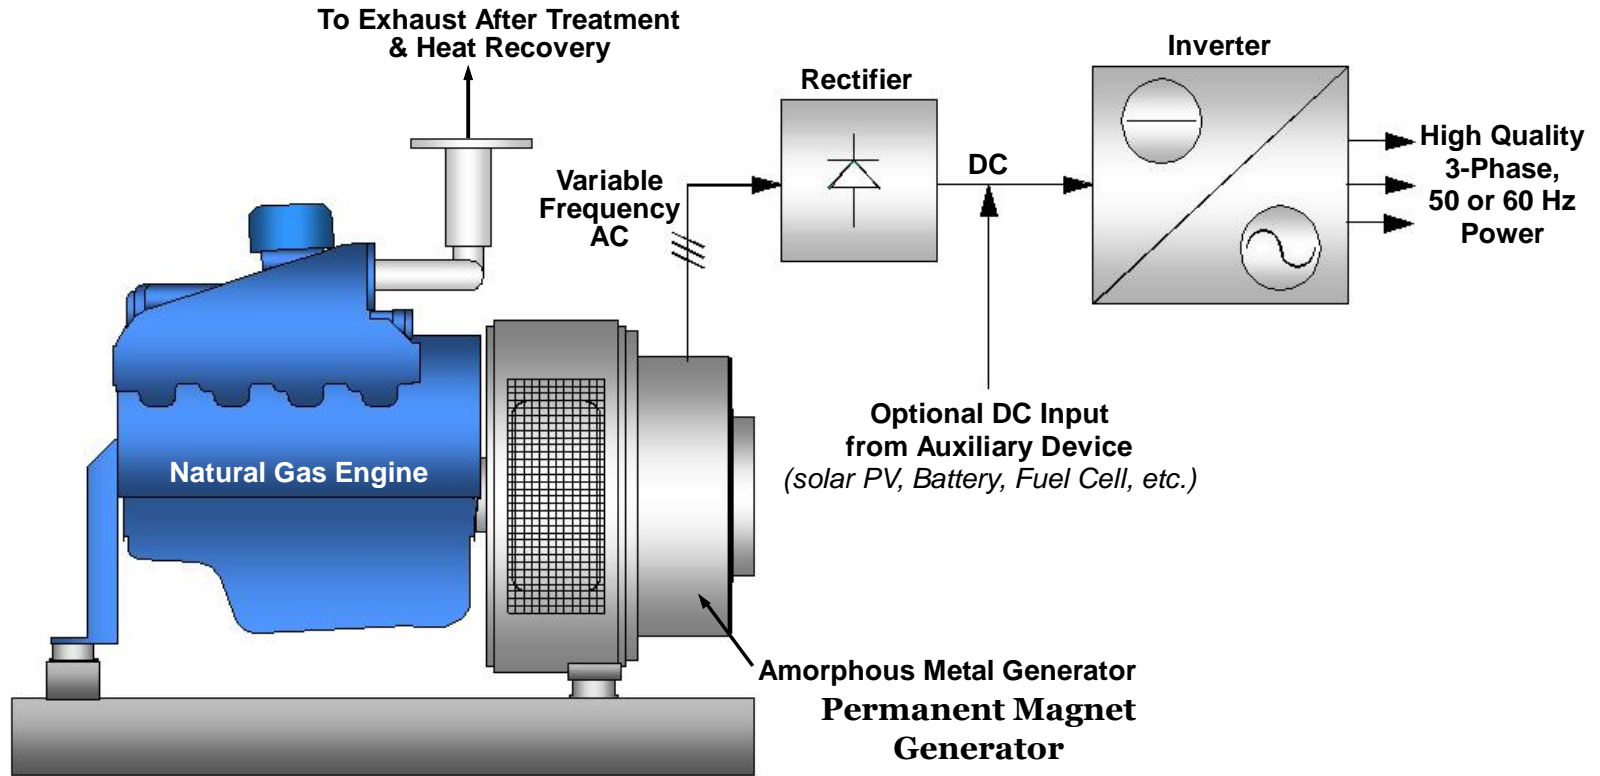 To Exhaust After Treatment
& Heat Recovery
Inverter
Rectifier
High Quality
3-Phase,
50 or 60 Hz
Power
DC
Variable
Frequency
AC
Optional DC Input
from Auxiliary Device
(solar PV, Battery, Fuel Cell, etc.)
Natural Gas Engine
Amorphous Metal Generator
Permanent Magnet
Generator